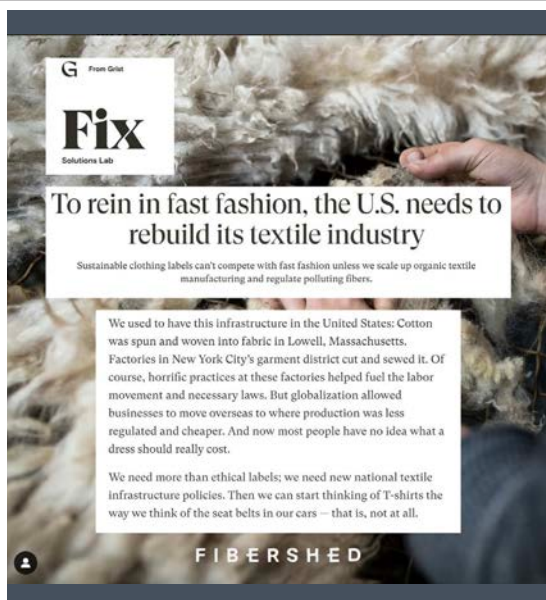 G From Grist
Fix
Solutions Lab
To rein in fast fashion, the U.S. needs to
rebuild its textile industry
Sustainable clothing labels can't compete with fast fashion unless we scale up organic textile
manufacturing and regulate polluting fibers.
We used to have this infrastructure in the United States: Cotton
was spun and woven into fabric in Lowell, Massachusetts.
Factories in New York City's garment district cut and sewed it. Of
course, horrific practices at these factories helped fuel the labor
movement and necessary laws. But globalization allowed
businesses to move overseas to where production was less
regulated and cheaper. And now most people have no idea what a
dress should really cost.
We need more than ethical labels; we need new national textile
infrastructure policies. Then we can start thinking of T-shirts the
way we think of the seat belts in our cars — that is, not at all.
FIBERSHED